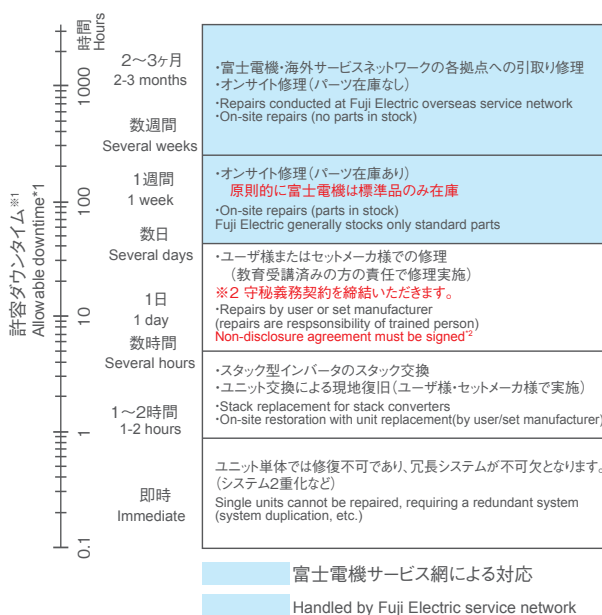 時間
Hours
許容ダウンタイム※1
Allowable downtime*1
1000
100
10
1
0.1
2〜3ヶ月
2-3 months
数週間
Several weeks
1週間
1 week
数日
Several days
1日
1 day
数時間
Several hours
1〜2時間
1-2 hours
即時
Immediate
・富士電機・海外サービスネットワークの各拠点への引取り修理
・オンサイト修理(パーツ在庫なし)
・Repairs conducted at Fuji Electric overseas service network
・On-site repairs (no parts in stock)
・オンサイト修理(パーツ在庫あり)
原則的に富士電機は標準品のみ在庫
・On-site repairs (parts in stock)
Fuji Electric generally stocks only standard parts
・ユーザ様またはセットメーカ様での修理
(教育受講済みの方の責任で修理実施)
※2 守秘義務契約を締結いただきます。
・Repairs by user or set manufacturer
(repairs are respsonsibility of trained person)
Non-disclosure agreement must be signed*2
・スタック型インバータのスタック交換
・ユニット交換による現地復旧(ユーザ様・セットメーカ様で実施)
・Stack replacement for stack converters
・On-site restoration with unit replacement(by user/set manufacturer)
ユニット単体では修復不可であり、冗長システムが不可欠となります。
(システム2重化など)
Single units cannot be repaired, requiring a redundant system
(system duplication, etc.)
富士電機サービス網による対応
Handled by Fuji Electric service network